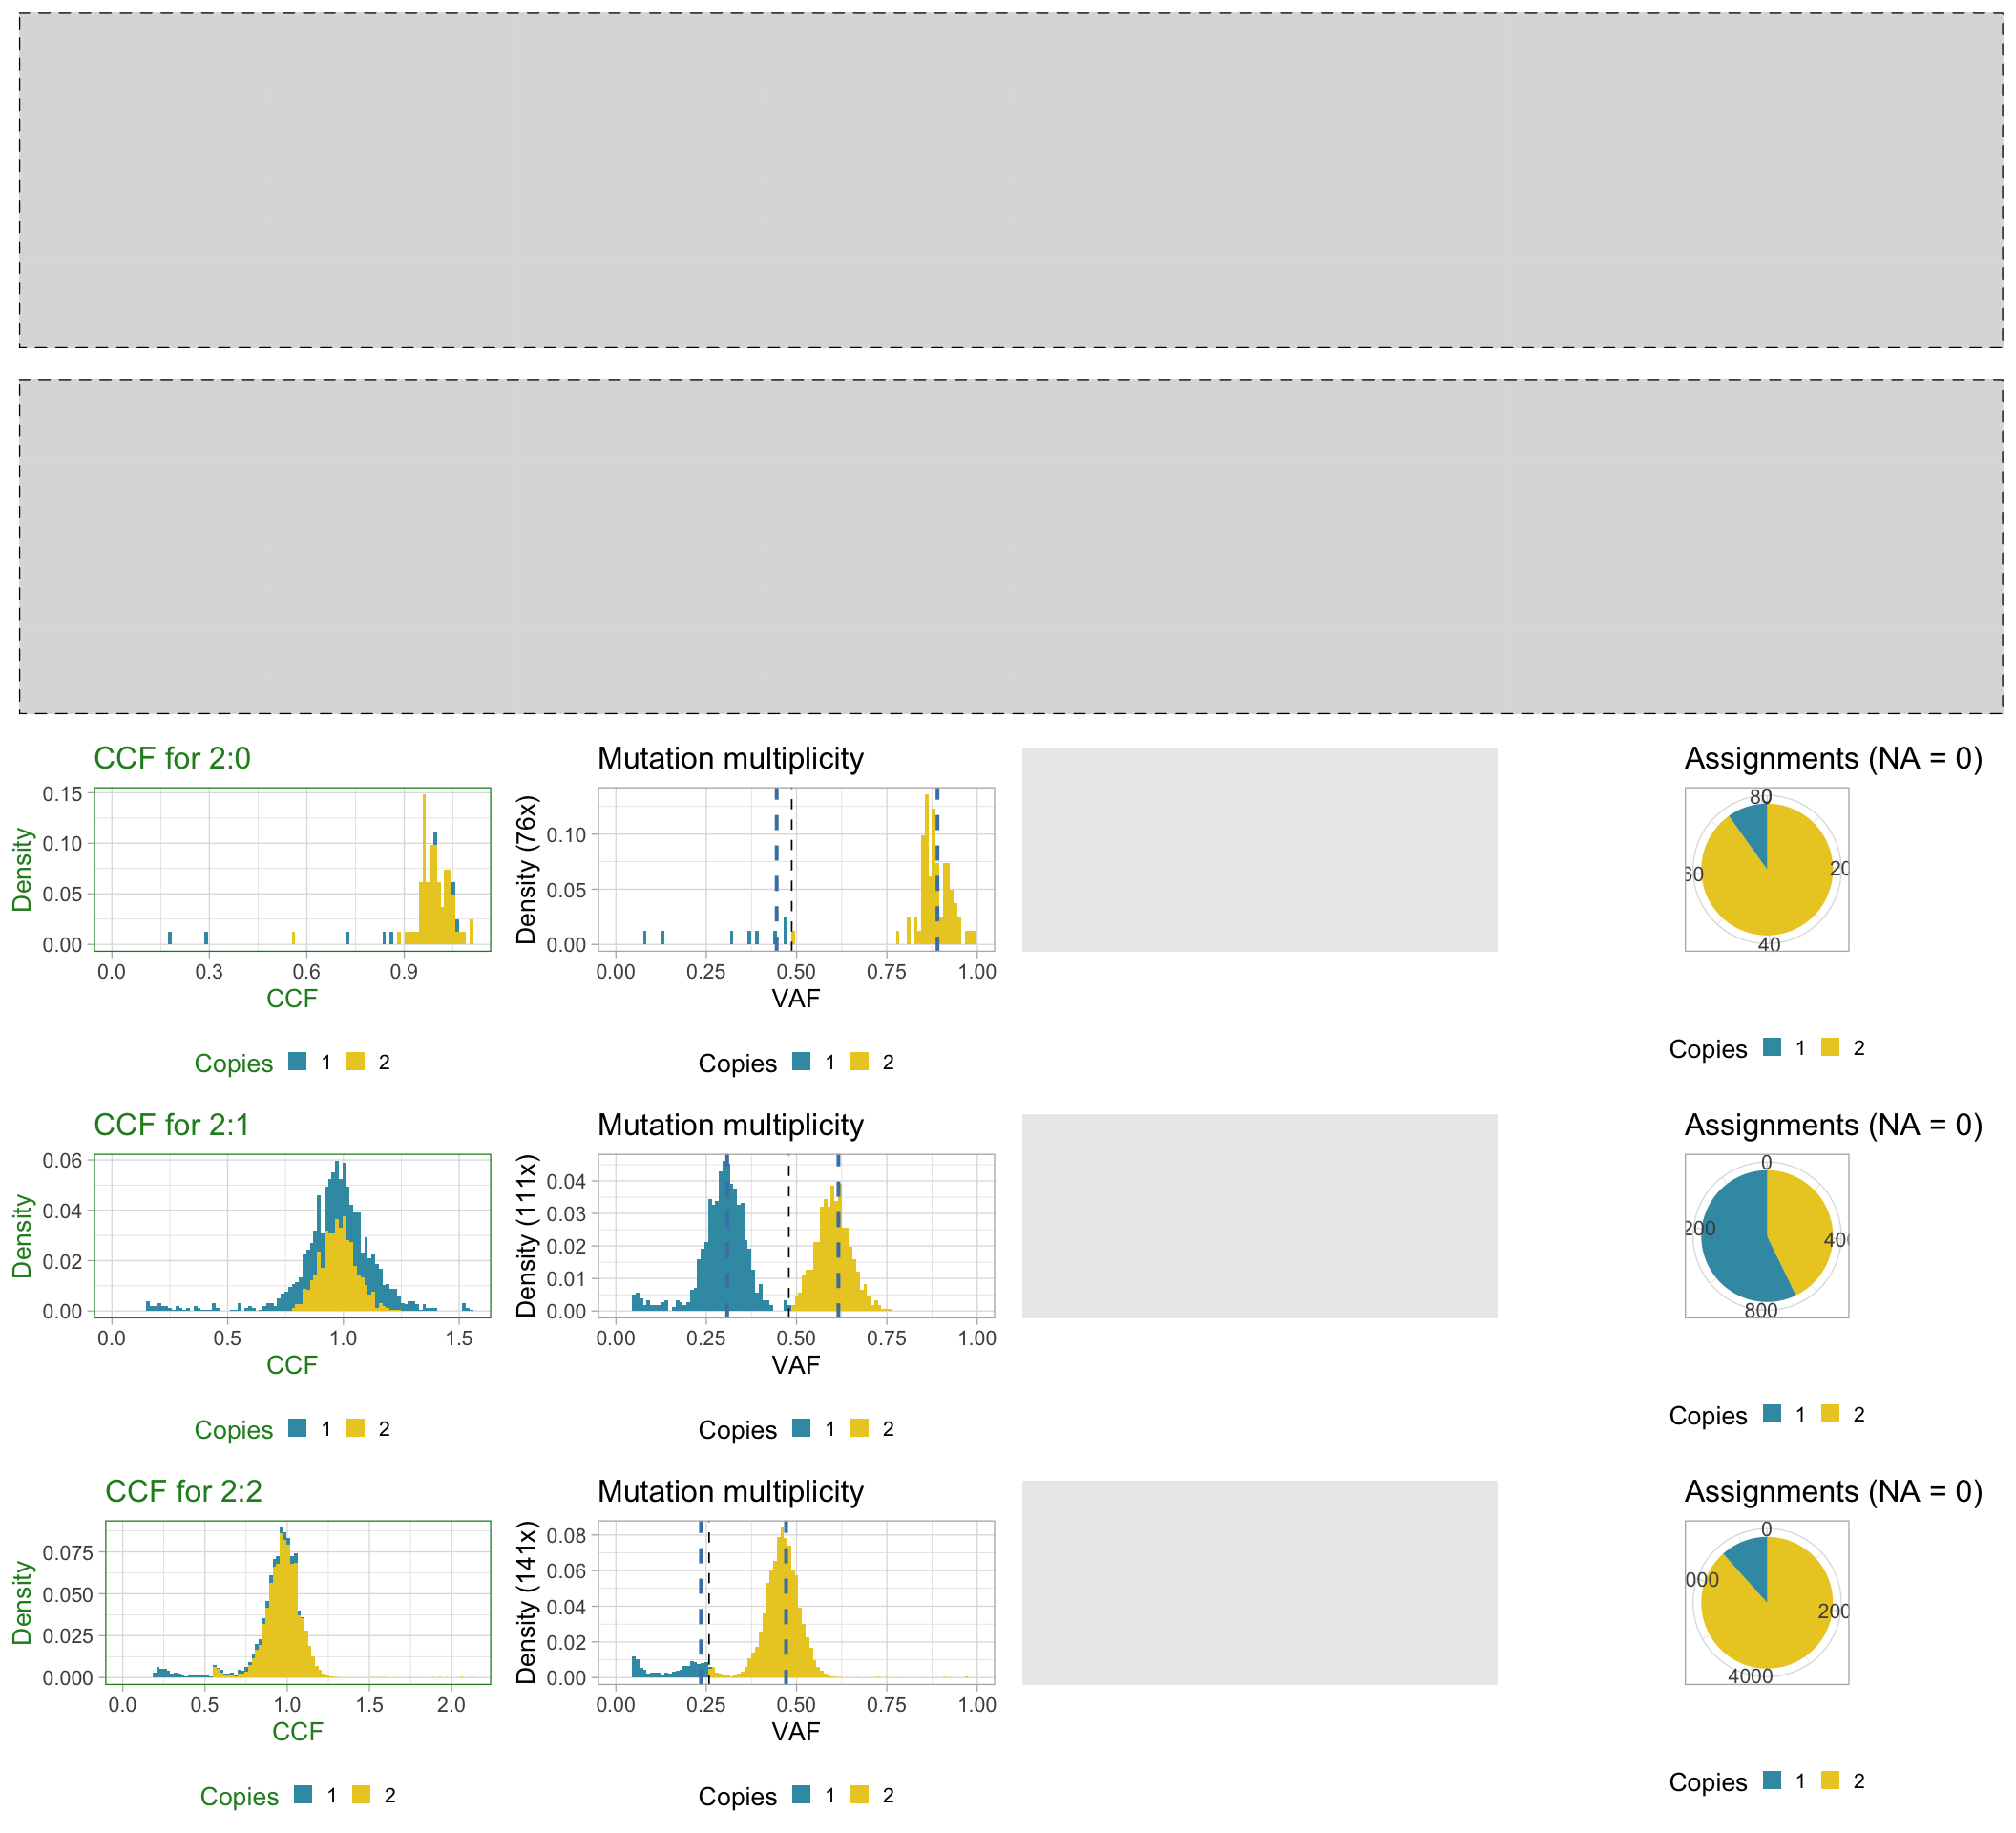 CCF for 2:0
Density
0.15
0.10
0.05
0.00
0.0 0.3 0.6 0.9
CCF
Copies 1 2
Mutation multiplicity
Density (76x)
0.10
0.05
0.00
0.00 0.25 0.50 0.75 1.00
VAF
Copies 1 2
Assignments (NA = 0)
80 0
60
20
40
Copies 1 2
CCF for 2:1
Density
0.06
0.04
0.02
0.00
0.0 0.5 1.0 1.5
CCF
Copies 1 2
Mutation multiplicity
Density (111x)
0.04
0.03
0.02
0.01
0.00
0.00 0.25 0.50 0.75 1.00
VAF
Copies 1 2
Assignments (NA = 0)
0
200
400
800
Copies 1 2
CCF for 2:2
Density
0.075
0.050
0.025
0.000
0.0 0.5 1.0 1.5 2.0
CCF
Copies 1 2
Mutation multiplicity
Density (141x)
0.08
0.06
0.04
0.02
0.00
0.00 0.25 0.50 0.75 1.00
VAF
Copies 1 2
Assignments (NA = 0)
0
000
200
4000
Copies 1 2